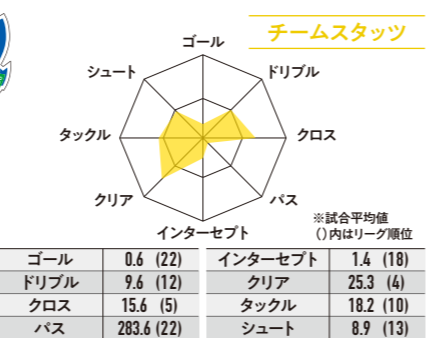 チームスタッツ
ゴール
シュート ドリブル
タックル クロス
クリア パス
インターセプト
※試合平均値
()内はリーグ順位
ゴール 0.6 (22) インターセプト 1.4 (18)
ドリブル 9.6 (12) クリア 25.3 (4)
クロス 15.6 (5) タックル 18.2 (10)
パス 283.6 (22) シュート 8.9 (13)